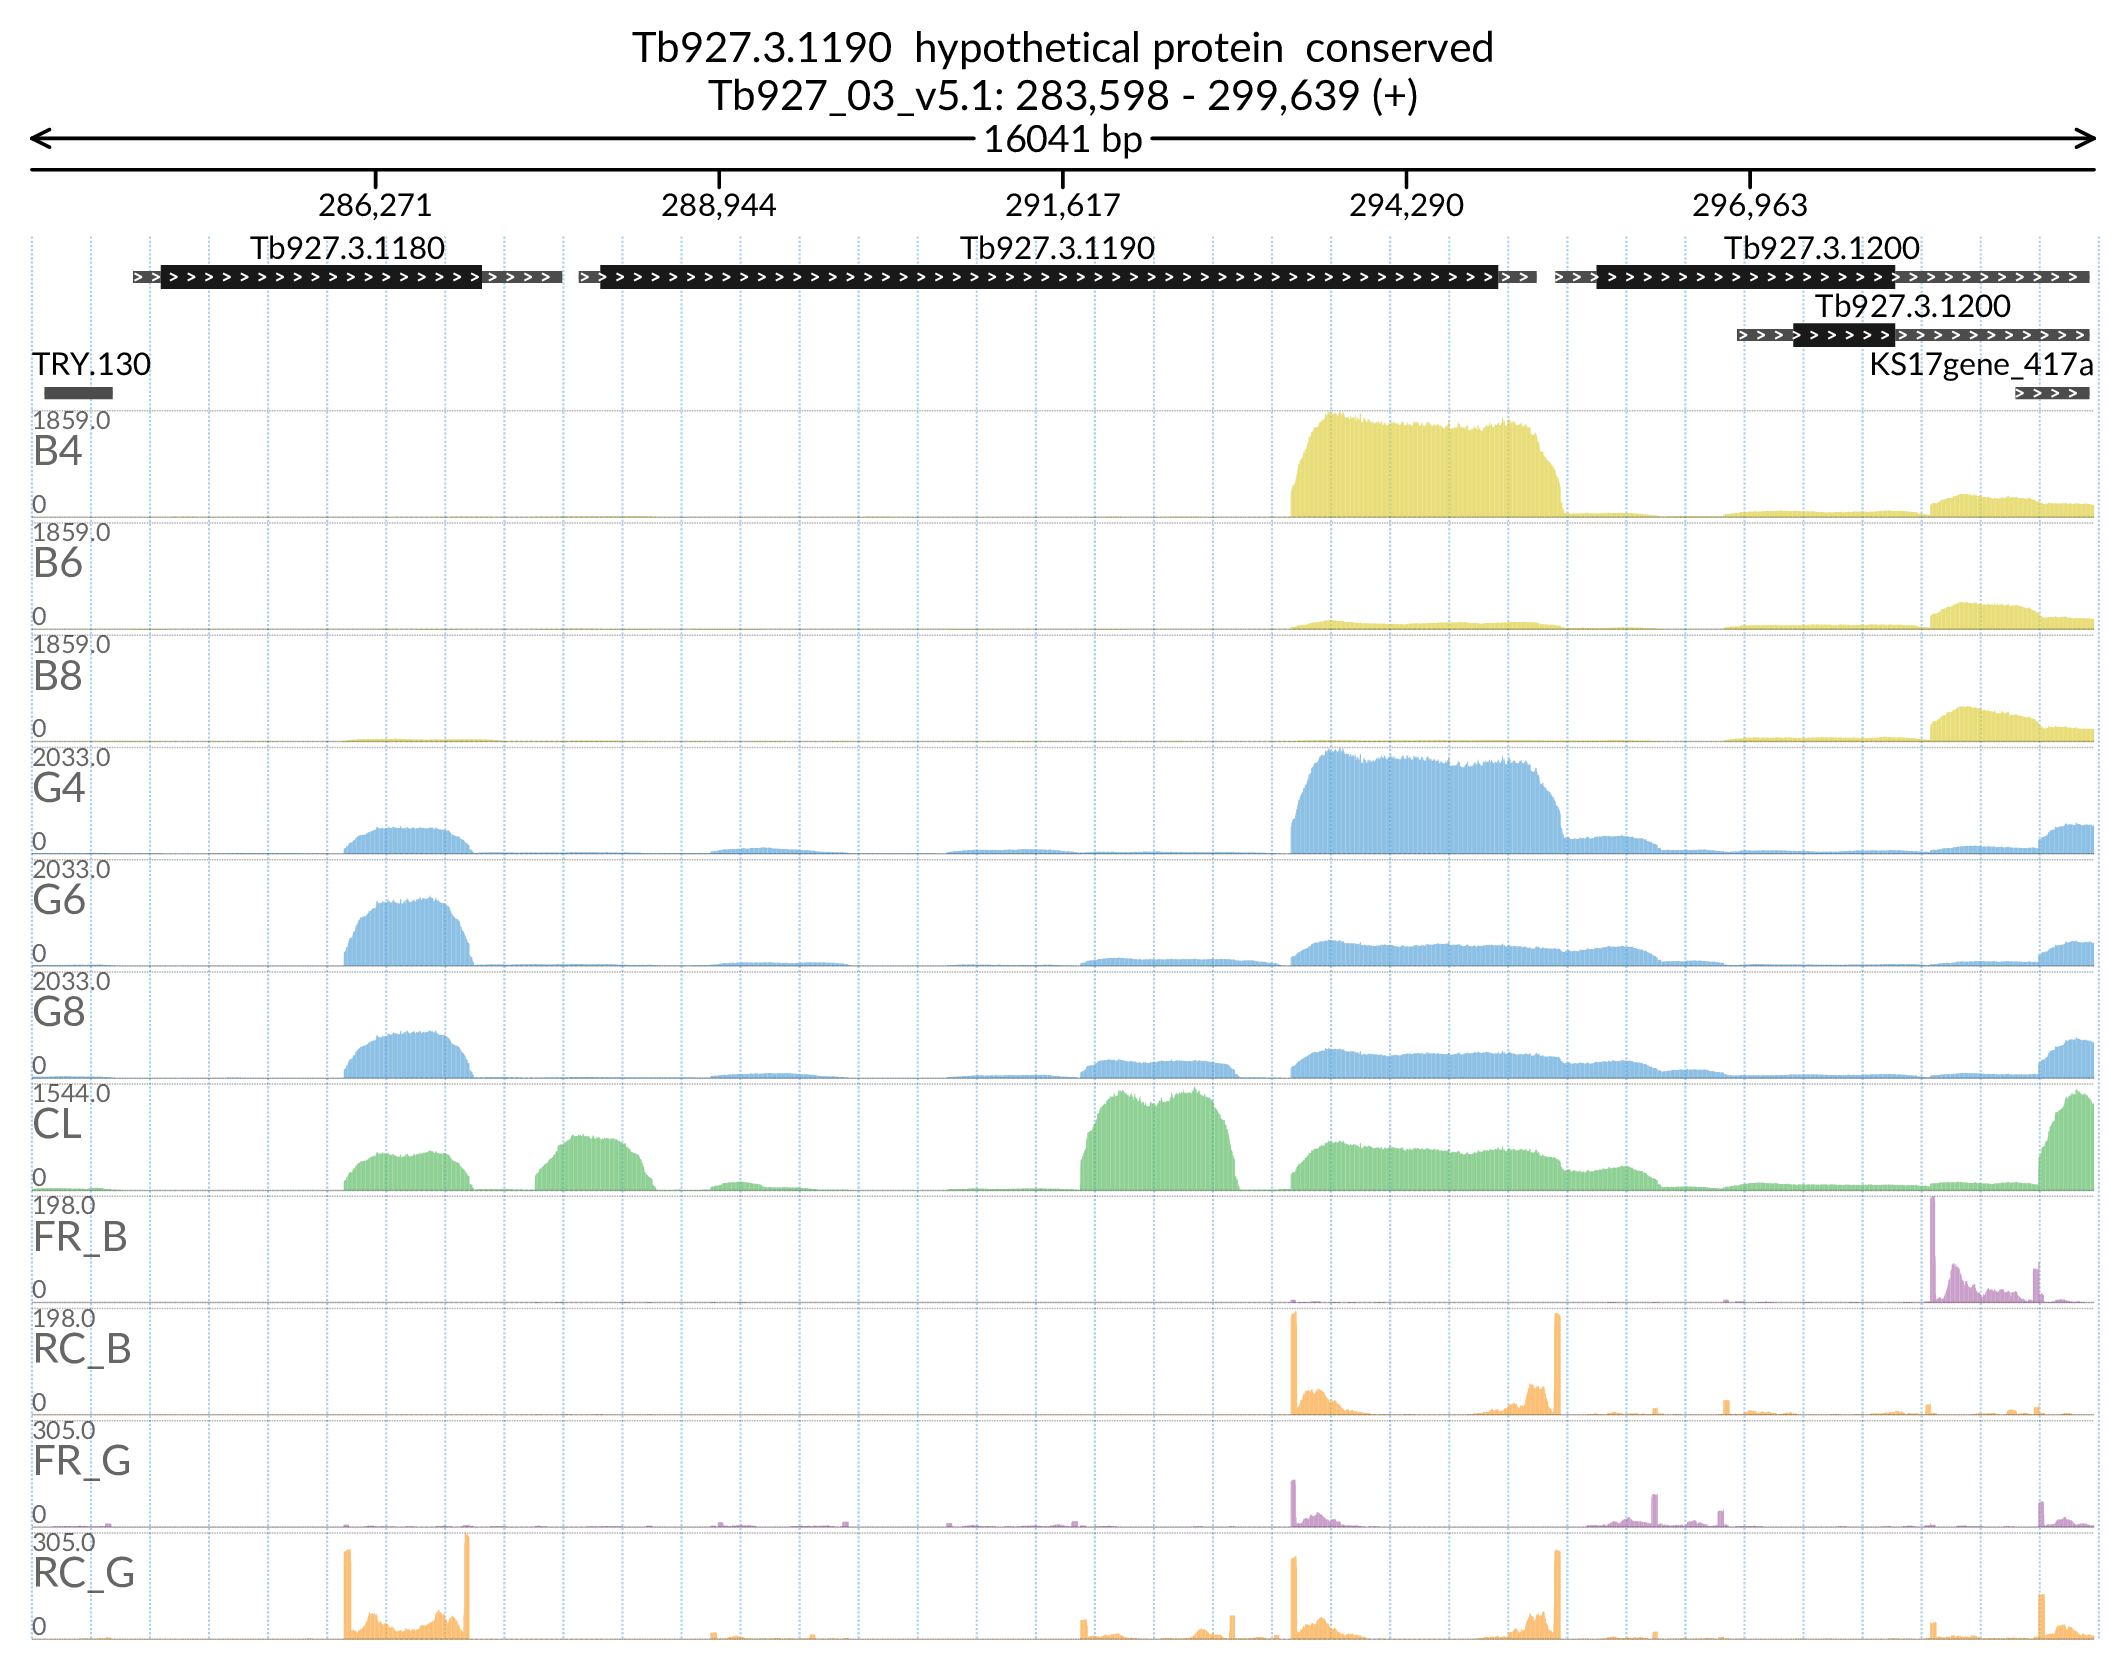 Tb927.3.1190  hypothetical protein  conserved
Tb927_03_v5.1: 283,598 - 299,639 (+)
16041 bp
286,271 288,944 291,617 294,290 296,963
Tb927.3.1180 Tb927.3.1190 Tb927.3.1200
Tb927.3.1200
TRY.130 KS17gene_417a
1859.0
B4
0
1859.0
B6
0
1859.0
B8
0
2033.0
G4
0
2033.0
G6
0
2033.0
G8
0
1544.0
CL
0
198.0
FR_B
0
198.0
RC_B
0
305.0
FR_G
0
305.0
RC_G
0